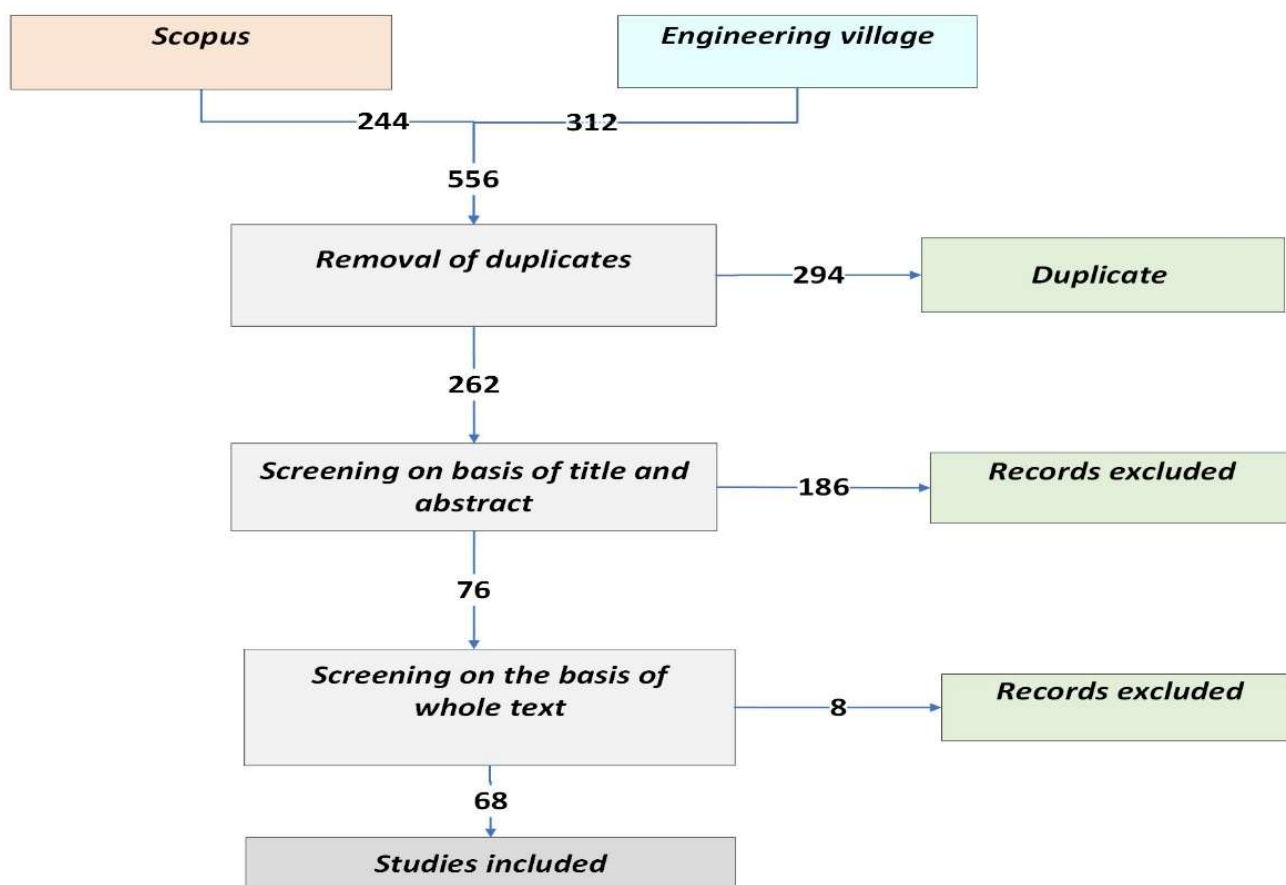 Scopus
Engineering village
244
312
556
Removal of duplicates
294
Duplicate
262
Screening on basis of title and
abstract
186
Records excluded
76
Screening on the basis of
whole text
8
Records excluded
68
Studies included